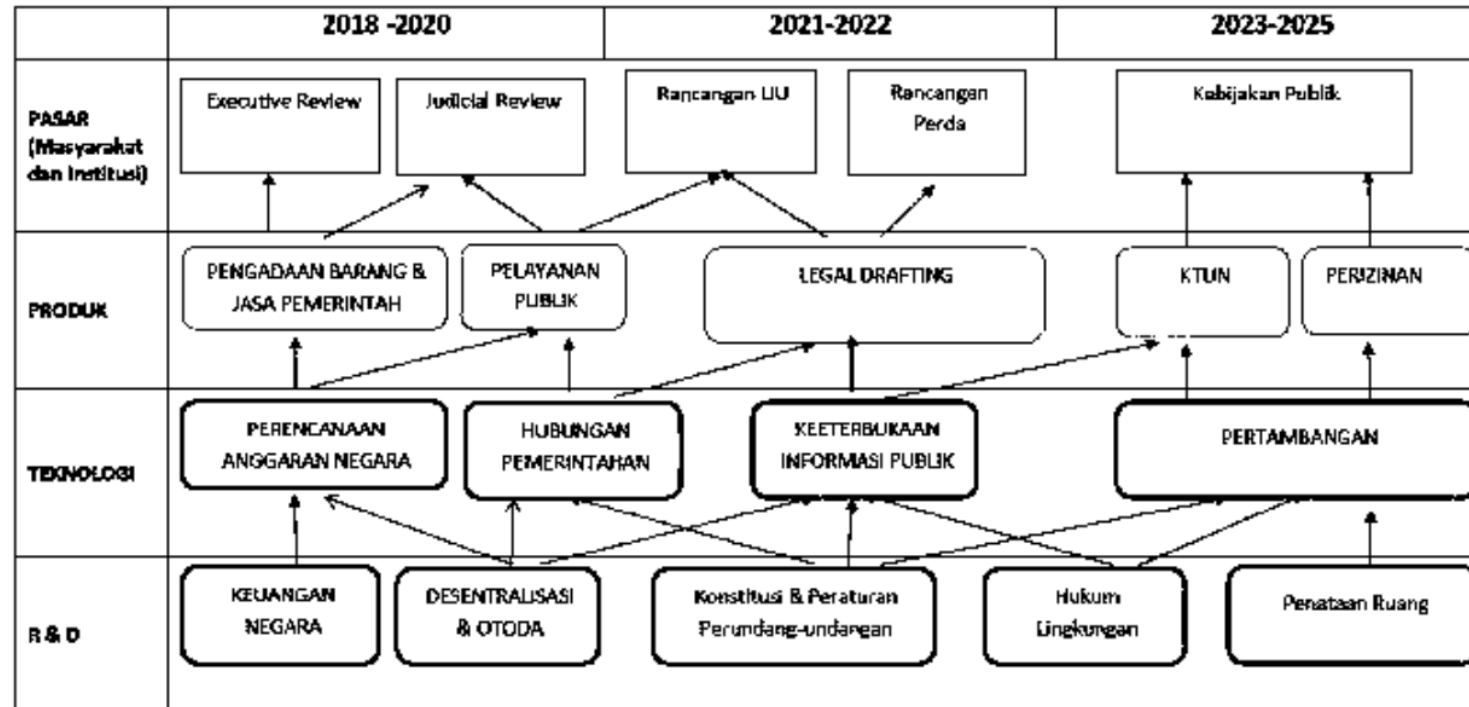 2018 -2020
2021-2022
2023-2025
PASAR
(Masyarakat
dan Institusi)
Executive Review
Judicial Review
Rancangan UU
Rancangan
Perda
Kebijakan Publik
PRODUK
PENGADAAN BARANG &
JASA PEMERINTAH
PELAYANAN
PUBLIK
LEGAL DRAFTING
KTUN
PERIZINAN
TEKNOLOGI
PERENCANAAN
ANGGARAN NEGARA
HUBUNGAN
PEMERINTAHAN
KEETERBUKAAN
INFORMASI PUBLIK
PERTAMBANGAN
R & D
KEUANGAN
NEGARA
DESENTRALISASI
& OTODA
Konstitusi & Peraturan
Perundang-undangan
Hukum
Lingkungan
Penataan Ruang